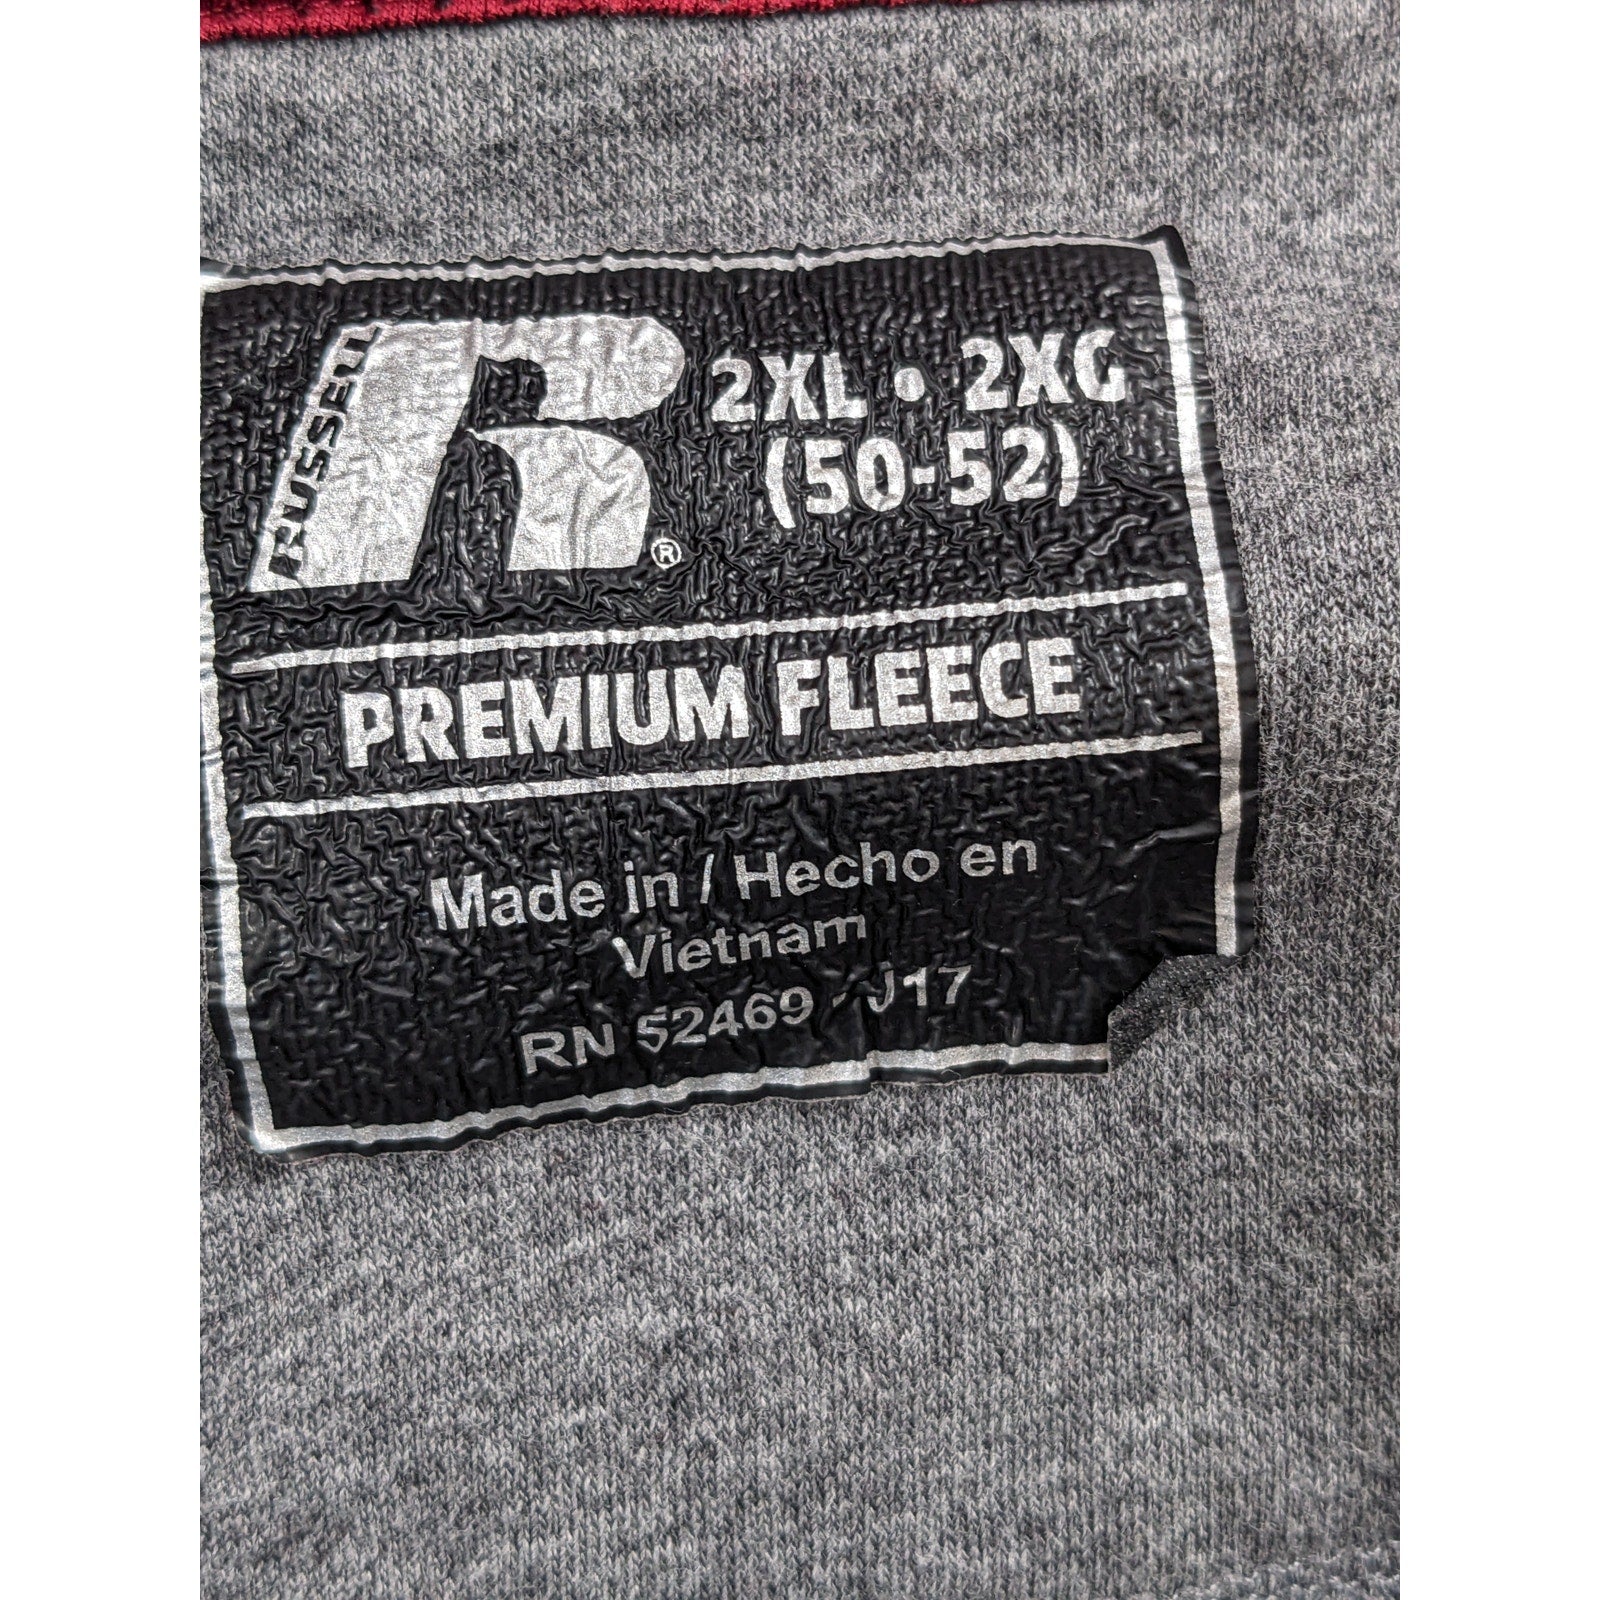 RUSSELL
R ®
2XL • 2XG
(50-52)
PREMIUM FLEECE
Made in / Hecho en
Vietnam
RN 52469 - J17